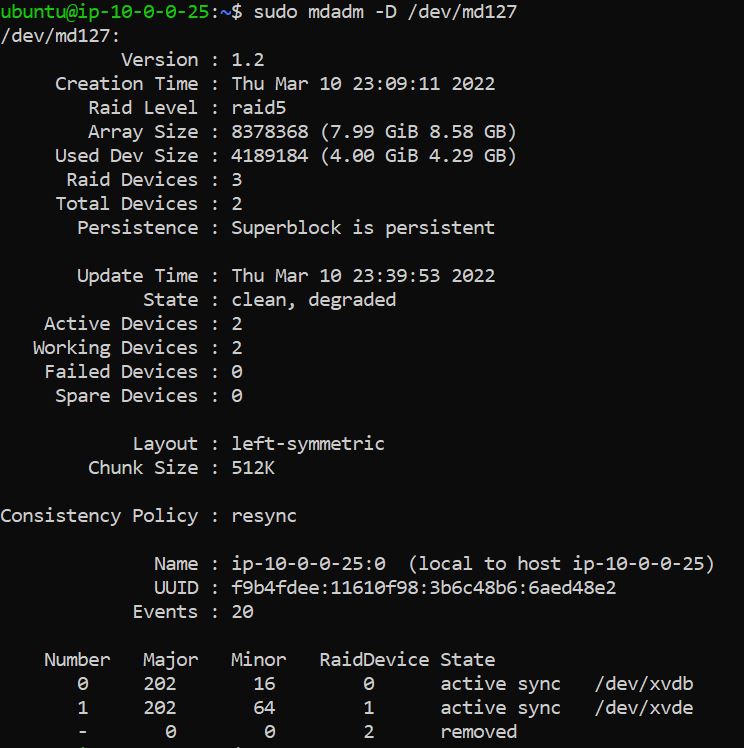 ubuntu@ip-10-0-0-25:~$ sudo mdadm -D /dev/md127
/dev/md127:
Version : 1.2
Creation Time : Thu Mar 10 23:09:11 2022
Raid Level : raid5
Array Size : 8378368 (7.99 GiB 8.58 GB)
Used Dev Size : 4189184 (4.00 GiB 4.29 GB)
Raid Devices : 3
Total Devices : 2
Persistence : Superblock is persistent
Update Time : Thu Mar 10 23:39:53 2022
State : clean, degraded
Active Devices : 2
Working Devices : 2
Failed Devices : 0
Spare Devices : 0
Layout : left-symmetric
Chunk Size : 512K
Consistency Policy : resync
Name : ip-10-0-0-25:0 (local to host ip-10-0-0-25)
UUID : f9b4fdee:11610f98:3b6c48b6:6aed48e2
Events : 20
Number Major Minor RaidDevice State
0 202 16 0 active sync /dev/xvdb
1 202 64 1 active sync /dev/xvde
- 0 0 2 removed